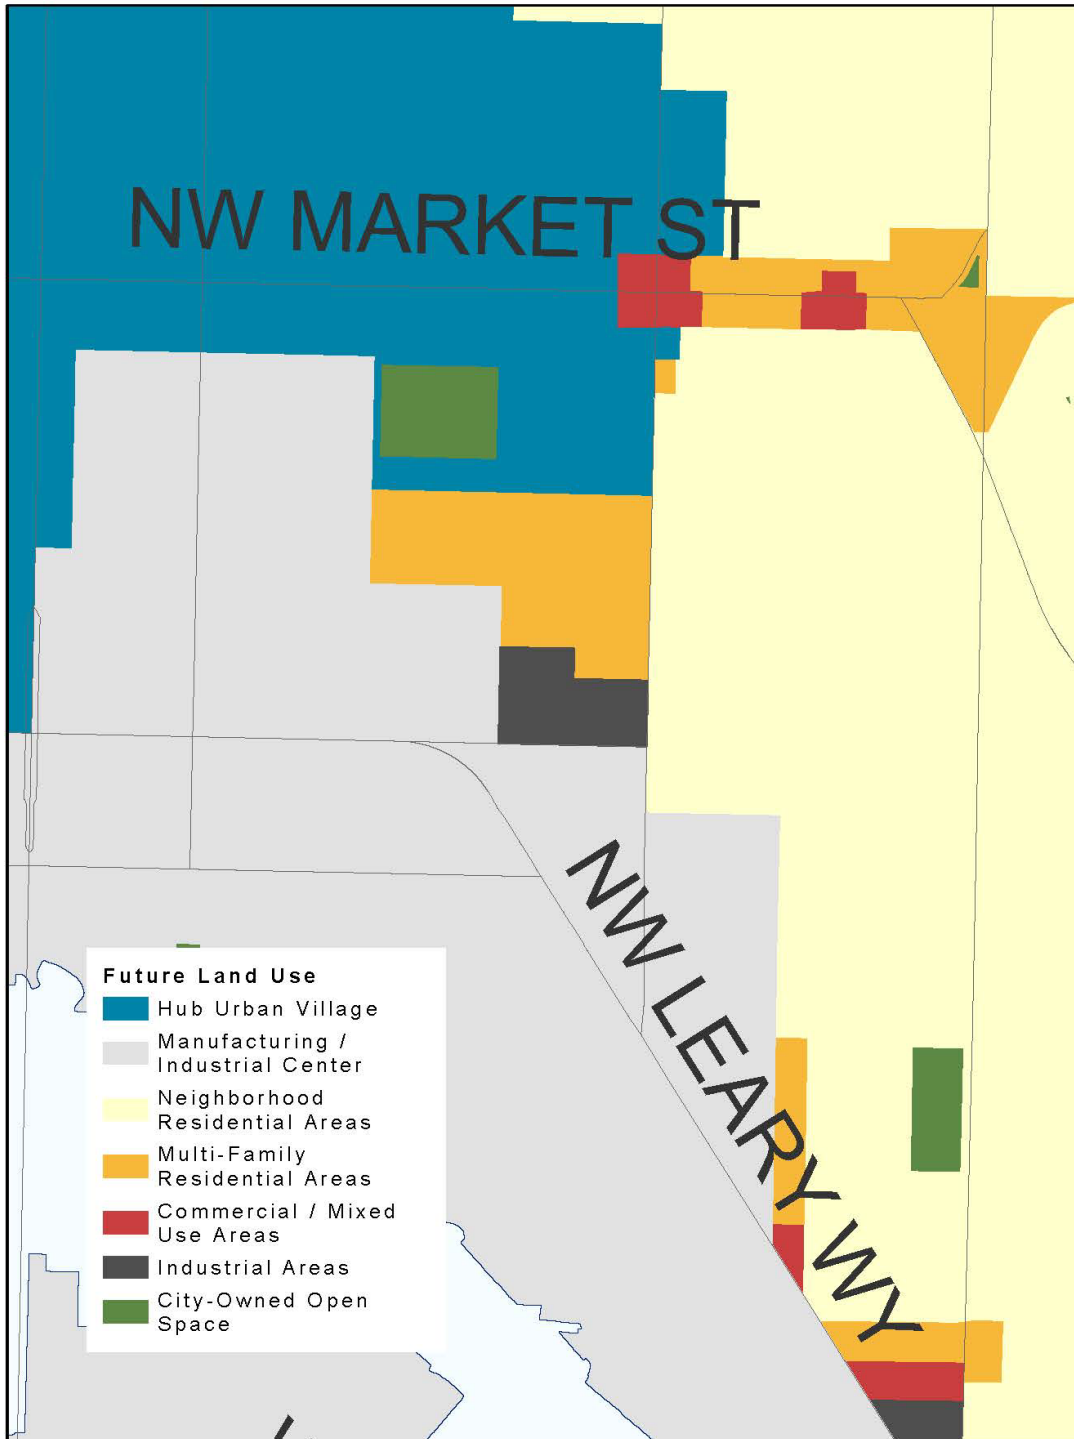 NW MARKET ST
NW LEARY WY
Future Land Use
Hub Urban Village
Manufacturing /
Industrial Center
Neighborhood
Residential Areas
Multi-Family
Residential Areas
Commercial / Mixed
Use Areas
Industrial Areas
City-Owned Open
Space